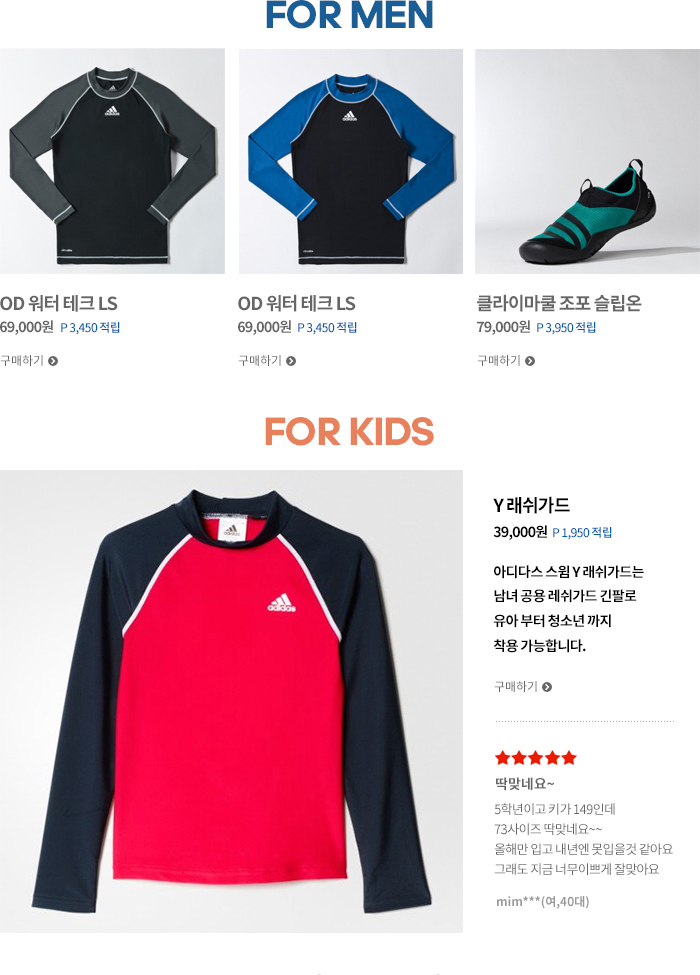 FOR MEN
adidas
adidas
OD 워터 테크 LS
69,000원 P 3,450 적립
구매하기
OD 워터 테크 LS
69,000원 P 3,450 적립
구매하기
클라이마쿨 조포 슬립온
79,000원 P 3,950 적립
구매하기
FOR KIDS
adidas
Y 래쉬가드
39,000원 P 1,950 적립
아디다스 스윔 Y 래쉬가드는
남녀 공용 레쉬가드 긴팔로
유아 부터 청소년 까지
착용 가능합니다.
구매하기
딱맞네요~
5학년이고 키가 149인데
73사이즈 딱맞네요~~
올해만 입고 내년엔 못입을것 같아요
그래도 지금 너무이쁘게 잘맞아요
mim***(여,40대)